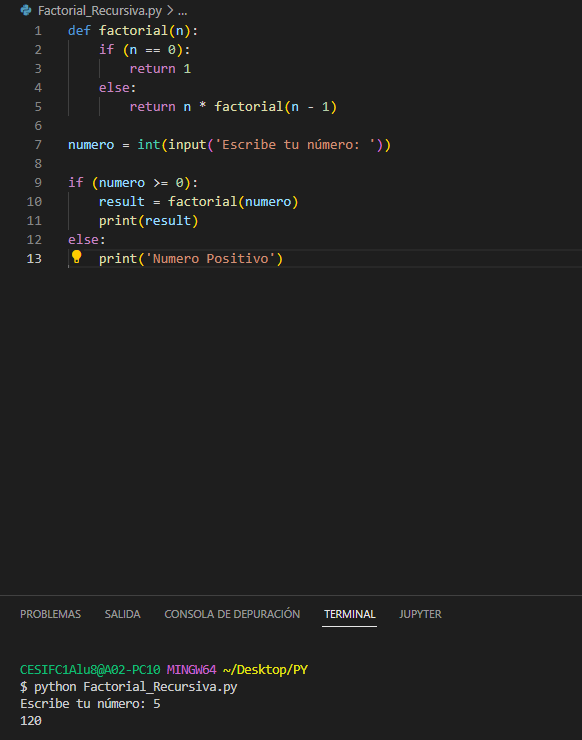 Factorial_Recursiva.py > ...
1 def factorial(n):
2     if (n == 0):
3         return 1
4     else:
5         return n * factorial(n - 1)
6
7 numero = int(input('Escribe tu número: '))
8
9 if (numero >= 0):
10     result = factorial(numero)
11     print(result)
12 else:
13     print('Numero Positivo')
PROBLEMAS SALIDA CONSOLA DE DEPURACIÓN TERMINAL JUPYTER
CESIFC1Alu8@A02-PC10 MINGW64 ~/Desktop/PY
$ python Factorial_Recursiva.py
Escribe tu número: 5
120